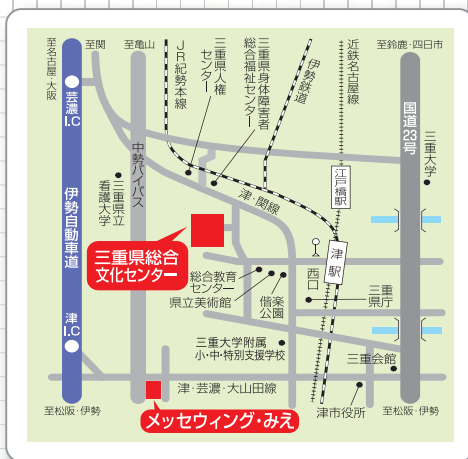 至名古屋・大阪
至関
至亀山
JR紀勢本線
三重県人権
センター
三重県身体障害者
総合福祉センター
伊勢鉄道
近鉄名古屋線
至鈴鹿・四日市
芸濃
I.C
伊勢自動車道
津
I.C
中勢バイパス
三重県立
看護大学
津・関線
江戸橋駅
国道23号
三重大学
三重県総合
文化センター
総合教育
センター
県立美術館
偕楽
公園
西口
津駅
三重
県庁
三重大学附属
小・中・特別支援学校
三重会館
津・芸濃・大山田線
メッセウィング・みえ
津市役所
至松阪・伊勢
至松阪・伊勢